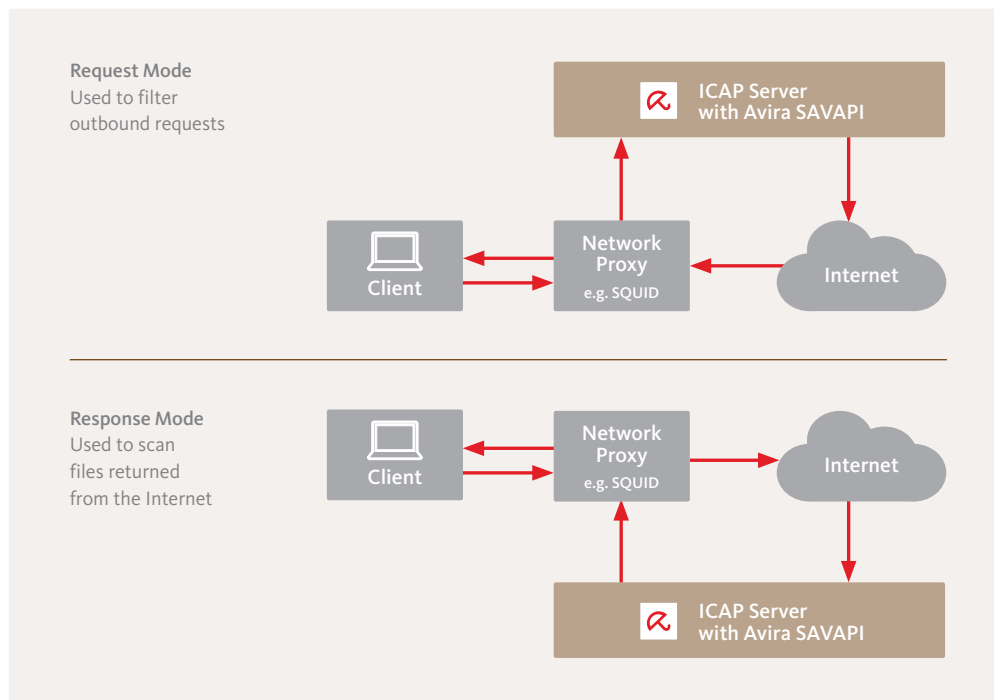 Request Mode
Used to filter
outbound requests
ICAP Server
with Avira SAVAPI
Client
Network
Proxy
e.g. SQUID
Internet
Response Mode
Used to scan
files returned
from the Internet
Client
Network
Proxy
e.g. SQUID
Internet
ICAP Server
with Avira SAVAPI